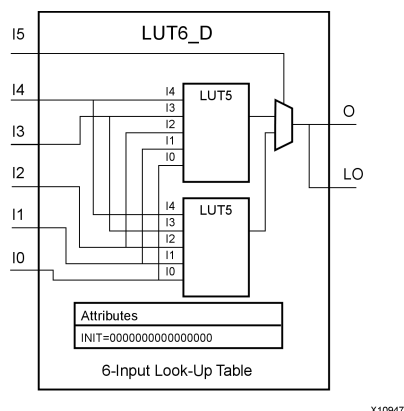 LUT6_D
I5
I4
I3
I2
I1
I0
I4
I3
I2
I1
I0
LUT5
I4
I3
I2
I1
I0
LUT5
O
LO
Attributes
INIT=0000000000000000
6-Input Look-Up Table
X10947